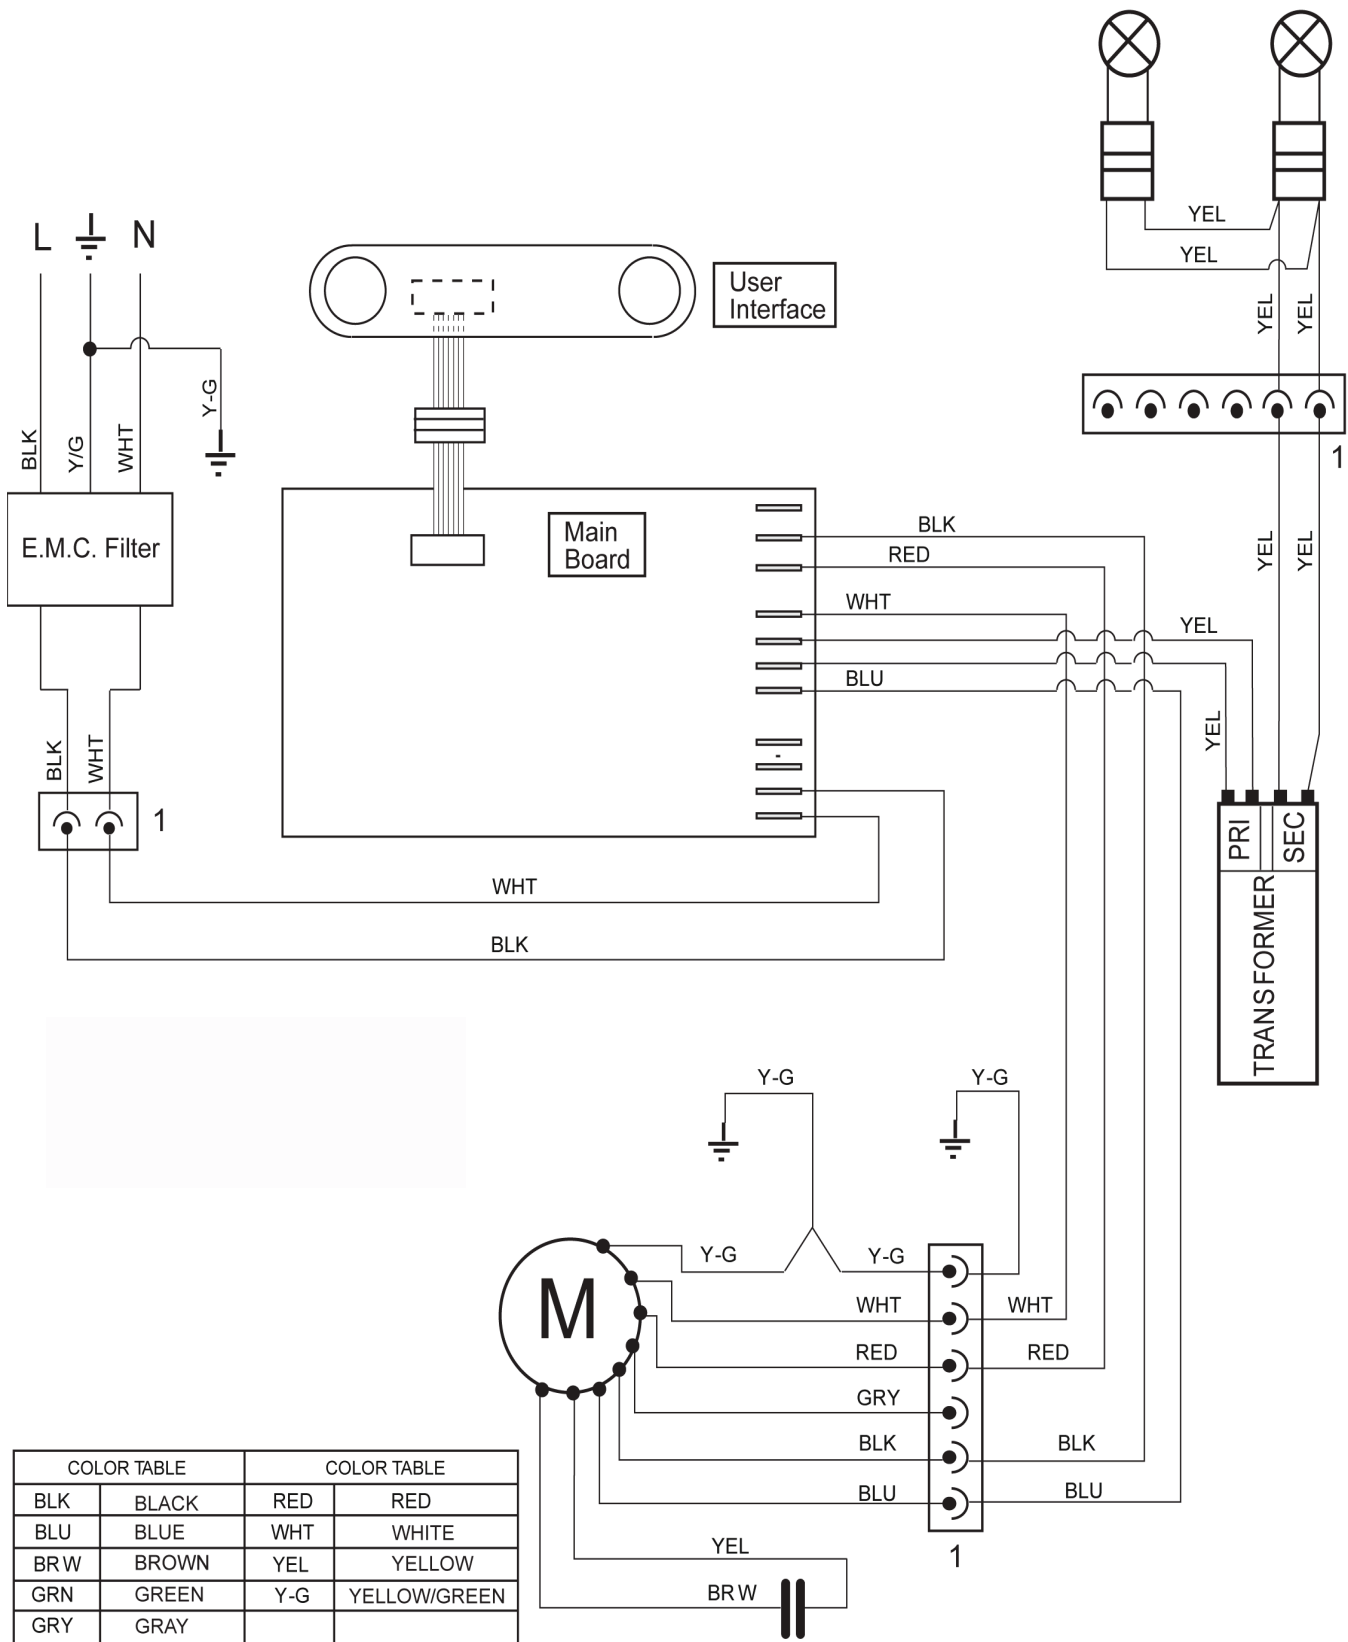 YEL
YEL
L N
User
Interface
YEL
YEL
Y-G
BLK
Y/G
WHT
1
E.M.C. Filter
Main
Board
BLK
RED
WHT
YEL
BLU
YEL
YEL
YEL
BLK
WHT
1
PRI
SEC
TRANSFORMER
WHT
BLK
Y-G
Y-G
M
Y-G
Y-G
WHT
WHT
RED
RED
GRY
BLK
BLK
BLU
BLU
1
YEL
BRW
COLOR TABLE COLOR TABLE
BLK BLACK RED RED
BLU BLUE WHT WHITE
BRW BROWN YEL YELLOW
GRN GREEN Y-G YELLOW/GREEN
GRY GRAY